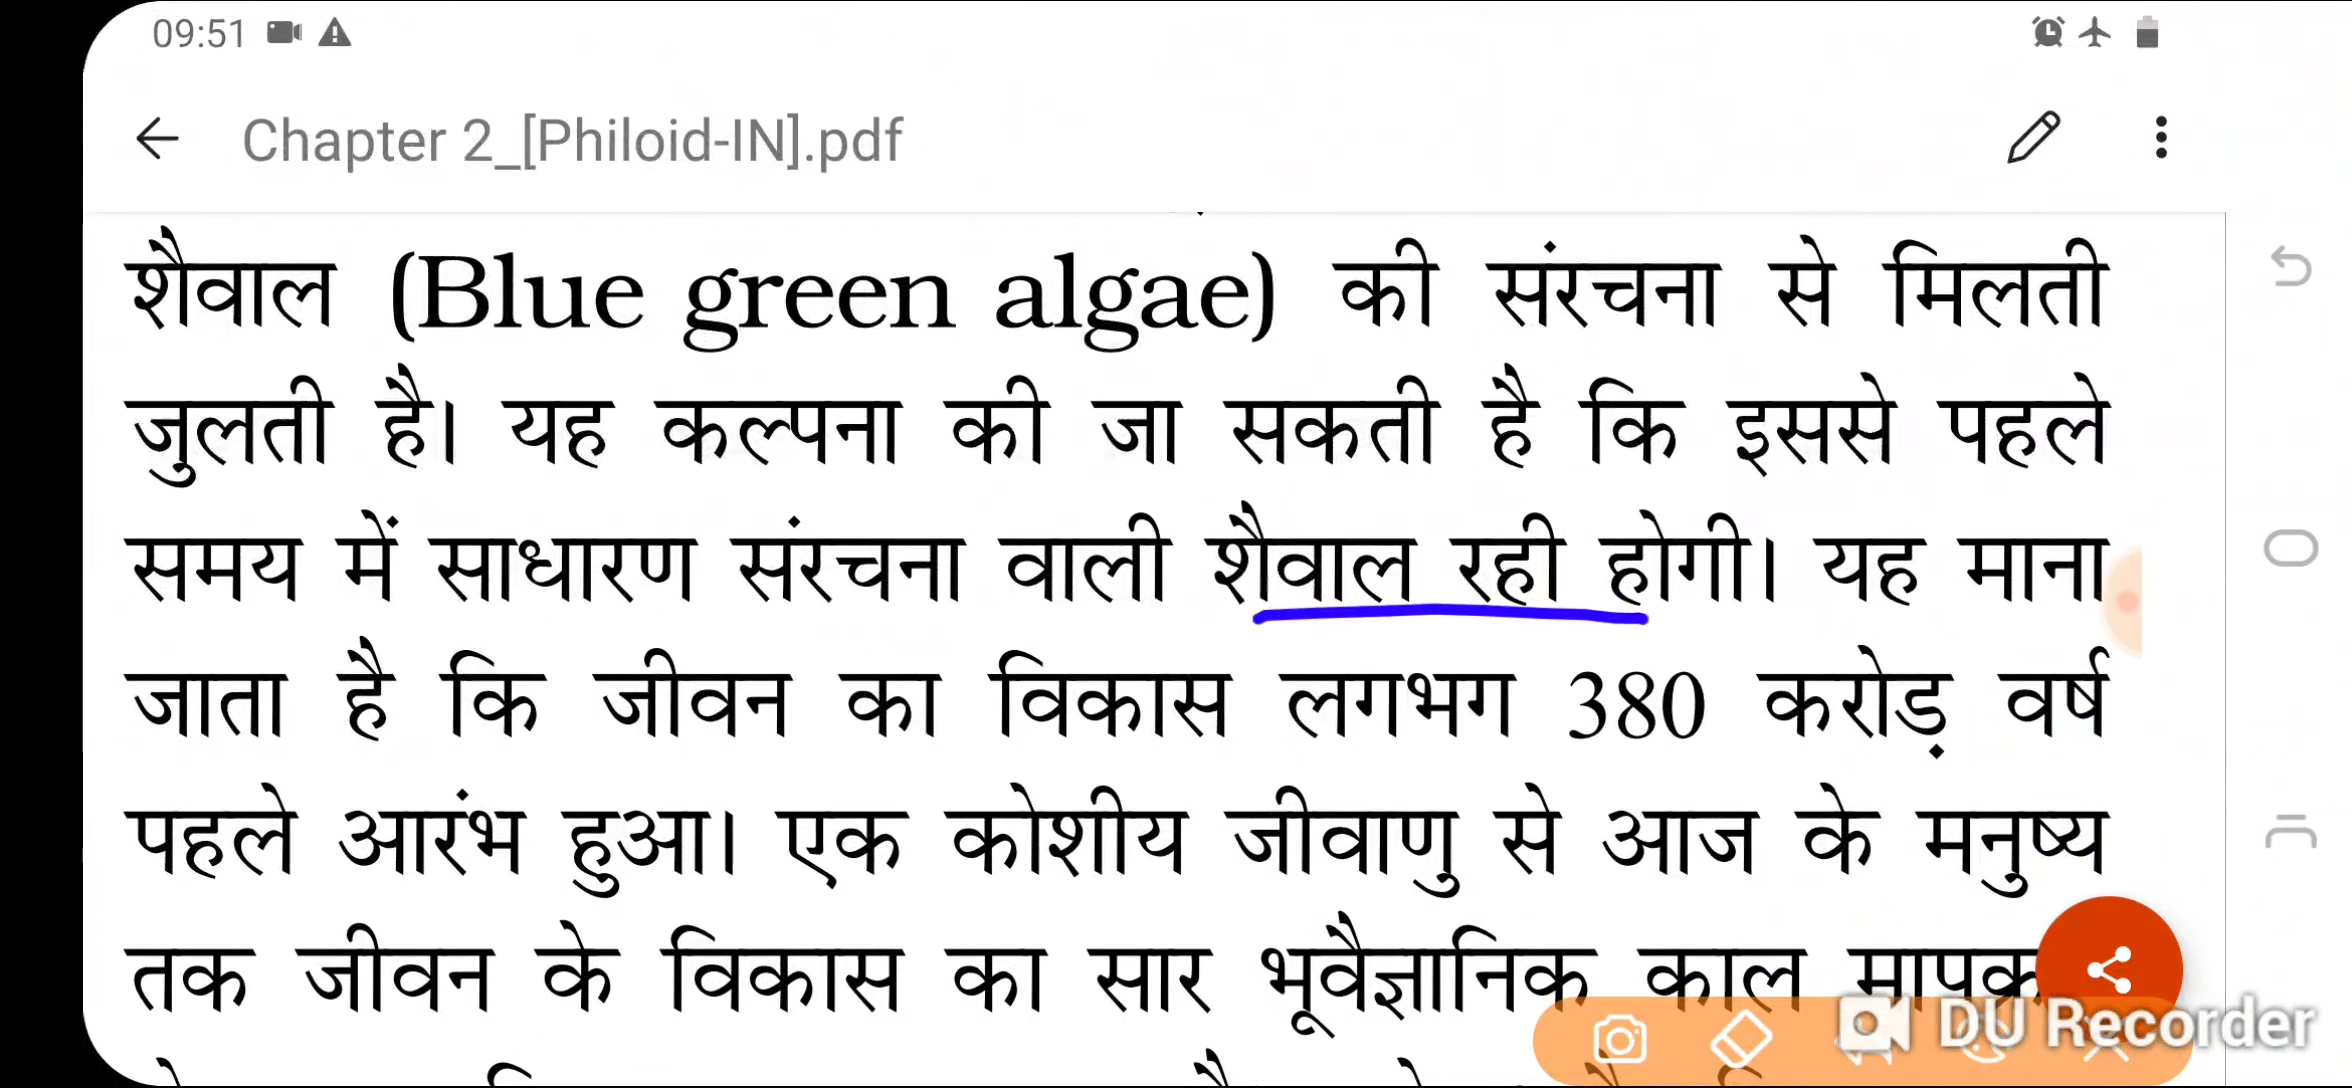 09:51
Chapter 2_[Philoid-IN].pdf
शैवाल (Blue green algae) की संरचना से मिलती
जुलती है। यह कल्पना की जा सकती है कि इससे पहले
समय में साधारण संरचना वाली शैवाल रही होगी। यह माना
जाता है कि जीवन का विकास लगभग 380 करोड़ वर्ष
पहले आरंभ हुआ। एक कोशीय जीवाणु से आज के मनुष्य
तक जीवन के विकास का सार भूवैज्ञानिक काल मापक
DU Recorder